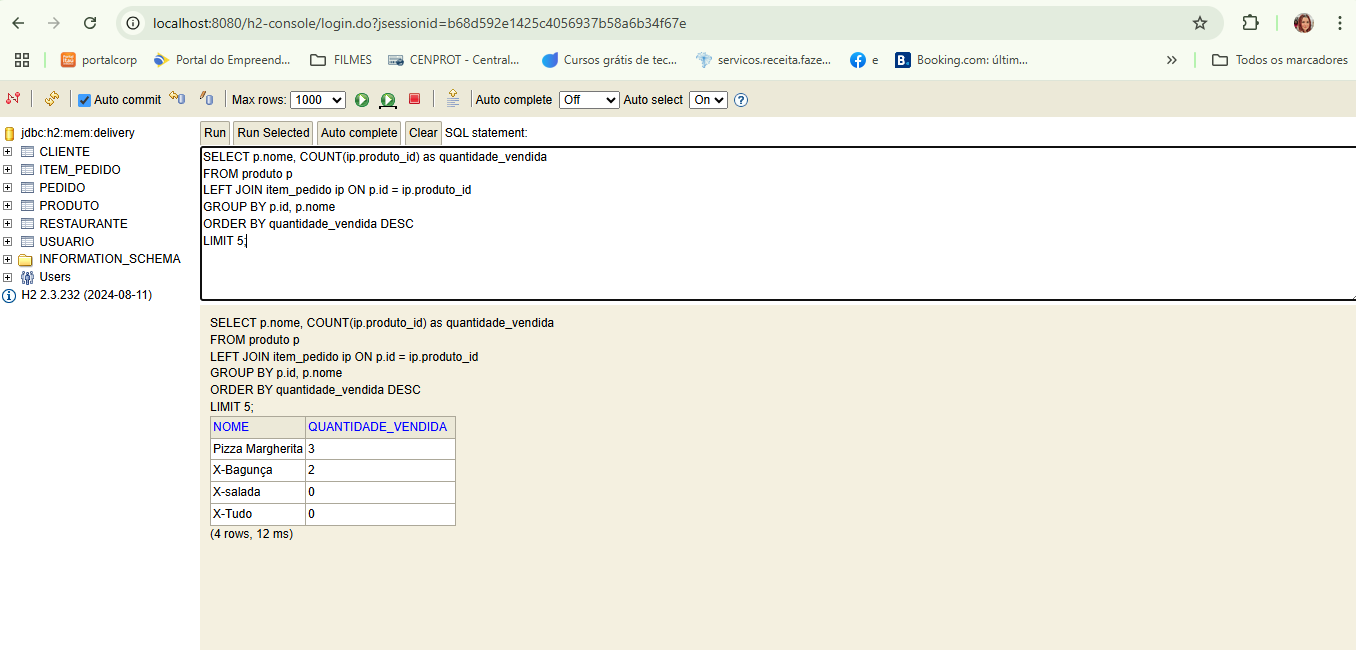 localhost:8080/h2-console/login.do?jsessionid=b68d592e1425c4056937b58a6b34f67e
portalcorp
Portal do Empreend...
FILMES
CENPROT - Central...
Cursos grátis de tec...
servicos.receita.faze...
e
B. Booking.com: últim...
Todos os marcadores
Auto commit
Max rows: 1000
Auto complete Off
Auto select On
jdbc:h2:mem:delivery
CLIENTE
ITEM_PEDIDO
PEDIDO
PRODUTO
RESTAURANTE
USUARIO
INFORMATION_SCHEMA
Users
H2 2.3.232 (2024-08-11)
Run Run Selected Auto complete Clear SQL statement:
SELECT p.nome, COUNT(ip.produto_id) as quantidade_vendida
FROM produto p
LEFT JOIN item_pedido ip ON p.id = ip.produto_id
GROUP BY p.id, p.nome
ORDER BY quantidade_vendida DESC
LIMIT 5;
SELECT p.nome, COUNT(ip.produto_id) as quantidade_vendida
FROM produto p
LEFT JOIN item_pedido ip ON p.id = ip.produto_id
GROUP BY p.id, p.nome
ORDER BY quantidade_vendida DESC
LIMIT 5;
NOME QUANTIDADE_VENDIDA
Pizza Margherita 3
X-Bagunça 2
X-salada 0
X-Tudo 0
(4 rows, 12 ms)